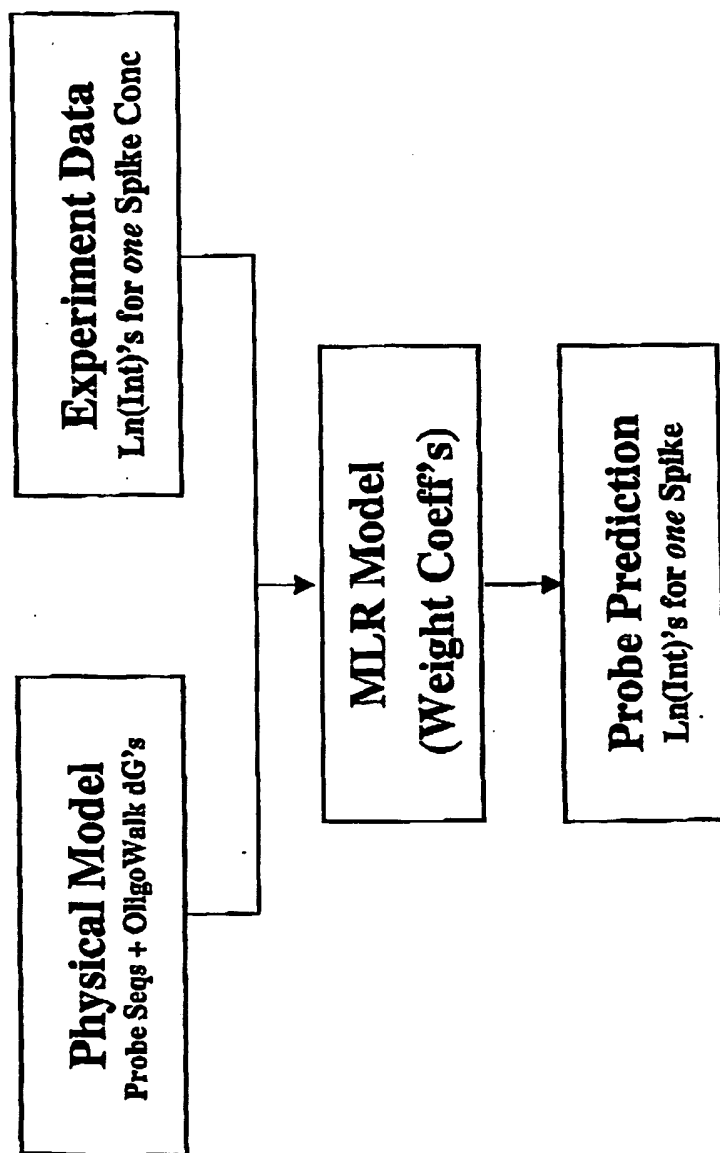 Physical Model
Probe Seqs + OligoWalk dG's
Experiment Data
Ln(Int)'s for one Spike Conc
MLR Model
(Weight Coeff's)
Probe Prediction
Ln(Int)'s for one Spike